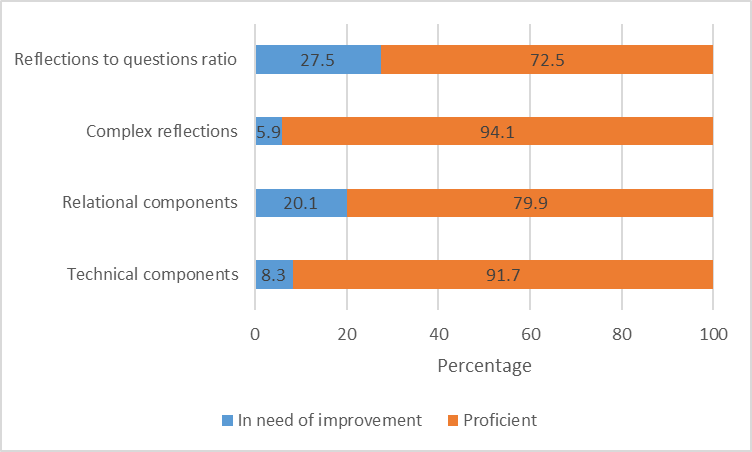 Reflections to questions ratio 27.5 72.5
Complex reflections 5.9 94.1
Relational components 20.1 79.9
Technical components 8.3 91.7
0 20 40 60 80 100
Percentage
In need of improvement Proficient